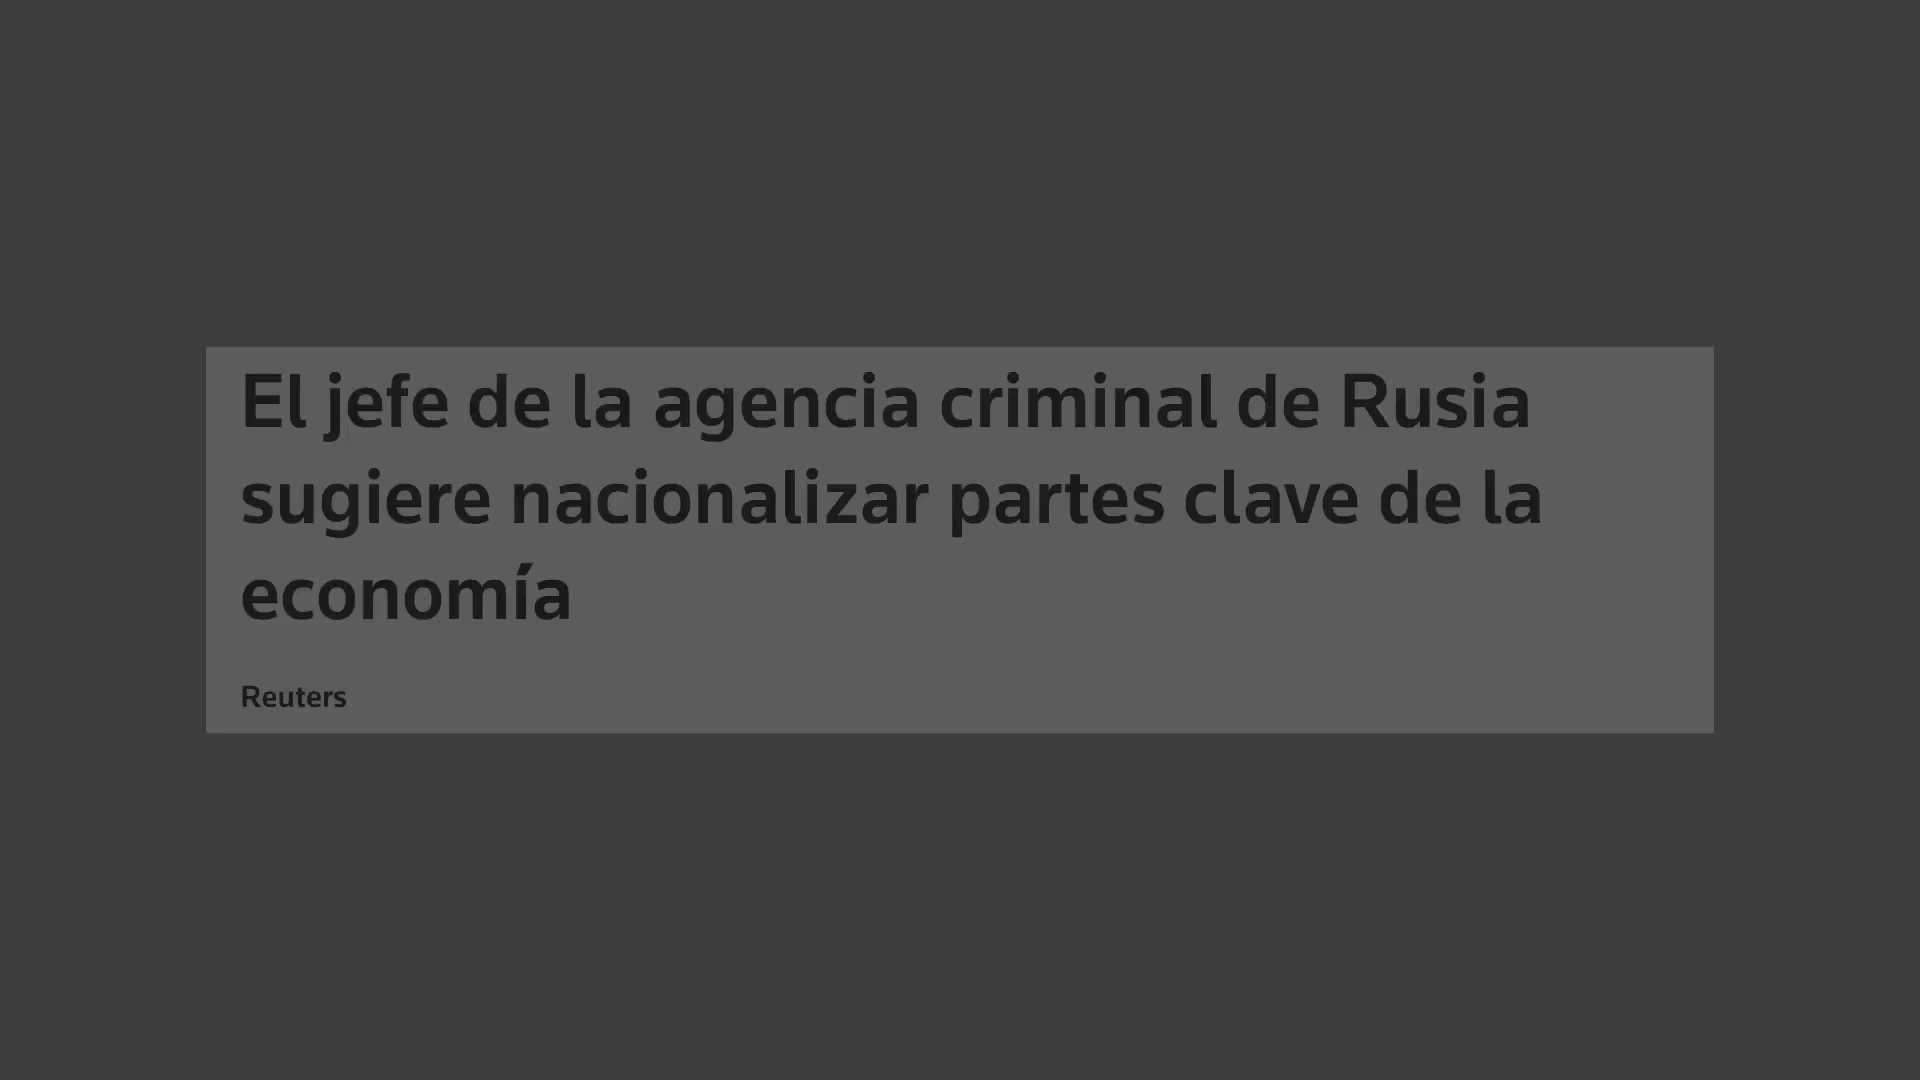 El jefe de la agencia criminal de Rusia
sugiere nacionalizar partes clave de la
economía
Reuters